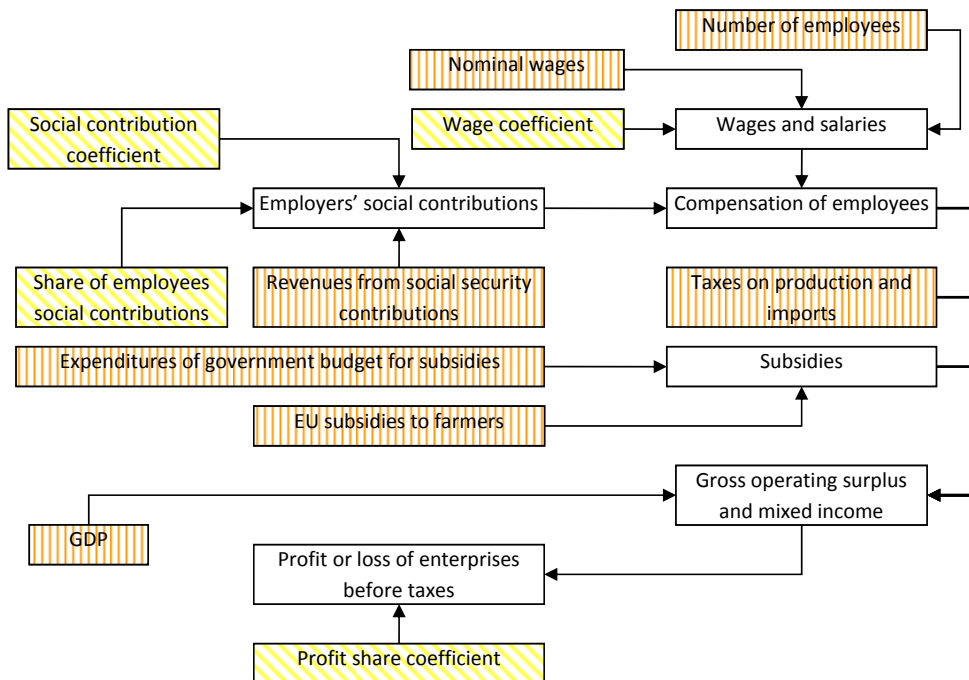 Number of employees
Nominal wages
Social contribution
coefficient
Wage coefficient
Wages and salaries
Employers’ social contributions
Compensation of employees
Share of employees
social contributions
Revenues from social security
contributions
Taxes on production and
imports
Expenditures of government budget for subsidies
Subsidies
EU subsidies to farmers
Gross operating surplus
and mixed income
GDP
Profit or loss of enterprises
before taxes
Profit share coefficient